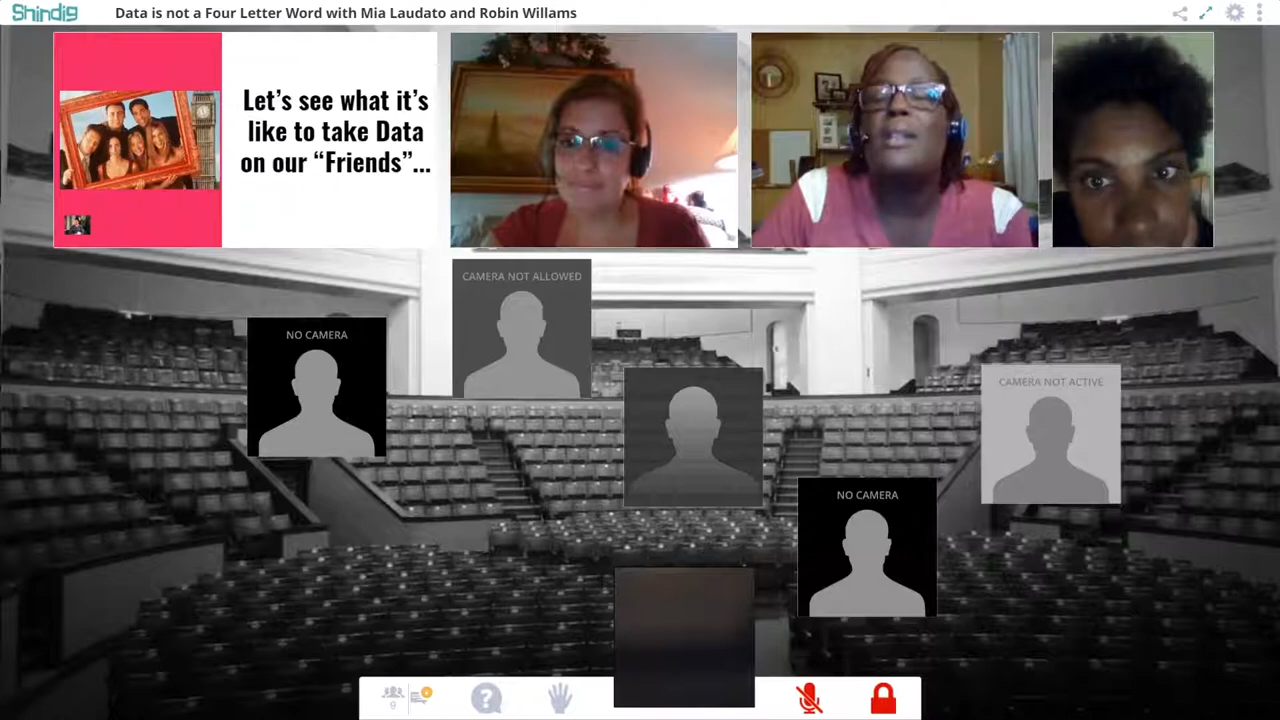 Shindig
Data is not a Four Letter Word with Mia Laudato and Robin Willams
Let’s see what it’s
like to take Data
on our “Friends”...
CAMERA NOT ALLOWED
NO CAMERA
CAMERA NOT ACTIVE
NO CAMERA
9